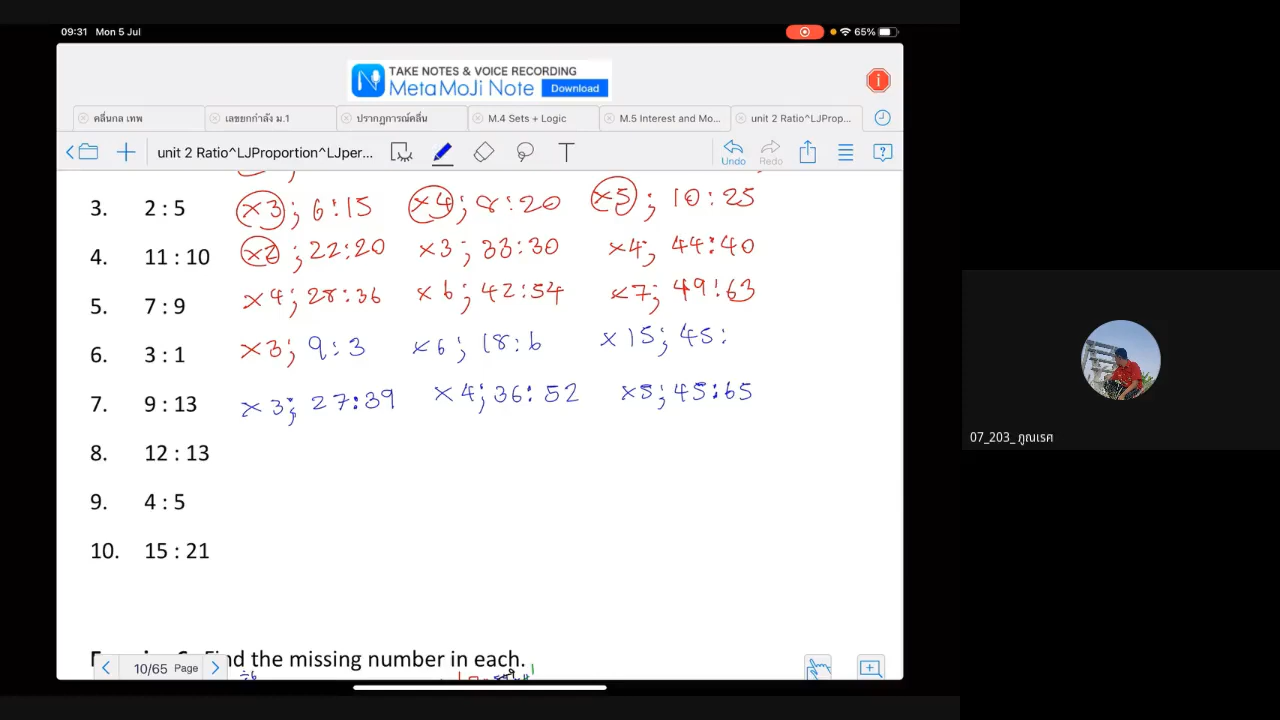 09:31 Mon 5 Jul
65%
TAKE NOTES & VOICE RECORDING
MetaMoJi Note Download
คลื่นกล เทพ
เลขยกกำลัง ม.1
ปรากฏการณ์คลื่น
M.4 Sets + Logic
M.5 Interest and Mo...
unit 2 Ratio^LJProp...
unit 2 Ratio^LJProportion^LJper...
T
Undo
Redo
3. 2 : 5 ×3; 6:15 ×4; 8:20 ×5; 10:25
4. 11 : 10 ×2; 22:20 ×3; 33:30 ×4; 44:40
5. 7 : 9 ×4; 28:36 ×6; 42:54 ×7; 49:63
6. 3 : 1 ×3; 9:3 ×6; 18:6 ×15; 45:
7. 9 : 13 ×3; 27:39 ×4; 36:52 ×5; 45:65
8. 12 : 13
9. 4 : 5
10. 15 : 21
Find the missing number in each.
10/65 Page
07_203_ ภูณเรศ